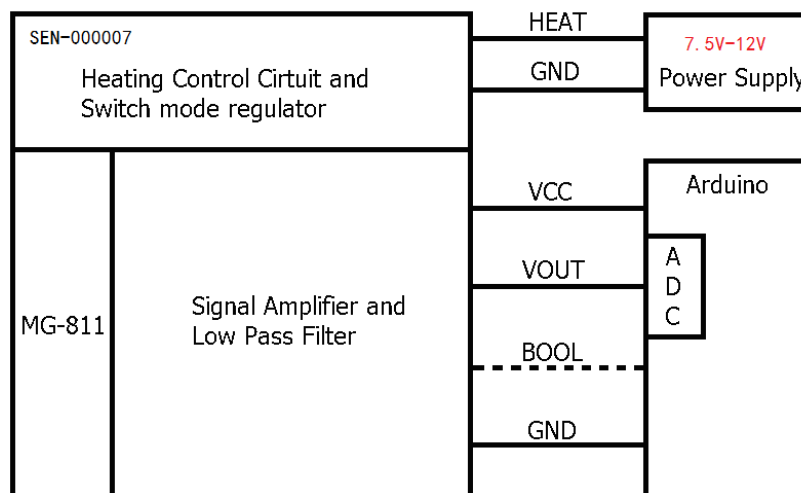 SEN-000007
Heating Control Cirtuit and
Switch mode regulator
HEAT
GND
7.5V-12V
Power Supply
MG-811
Signal Amplifier and
Low Pass Filter
VCC
VOUT
BOOL
GND
Arduino
A
D
C